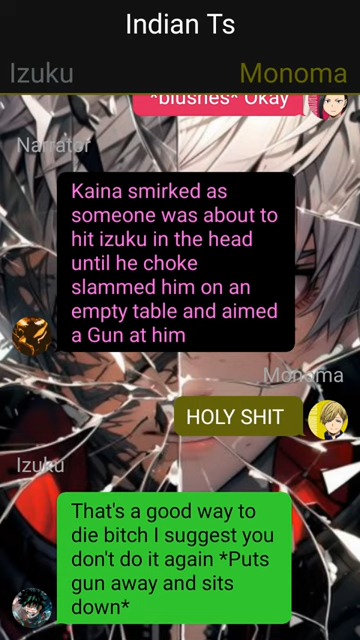 Indian Ts
Izuku
Monoma
*blushes* Okay
Narrator
Kaina smirked as
someone was about to
hit izuku in the head
until he choke
slammed him on an
empty table and aimed
a Gun at him
Monoma
HOLY SHIT
Izuku
That's a good way to
die bitch I suggest you
don't do it again *Puts
gun away and sits
down*